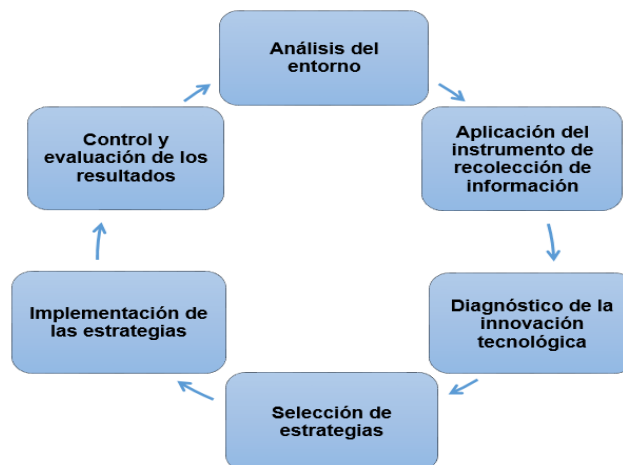 Análisis del
entorno
Aplicación del
instrumento de
recolección de
información
Diagnóstico de la
innovación
tecnológica
Selección de
estrategias
Implementación de
las estrategias
Control y
evaluación de los
resultados